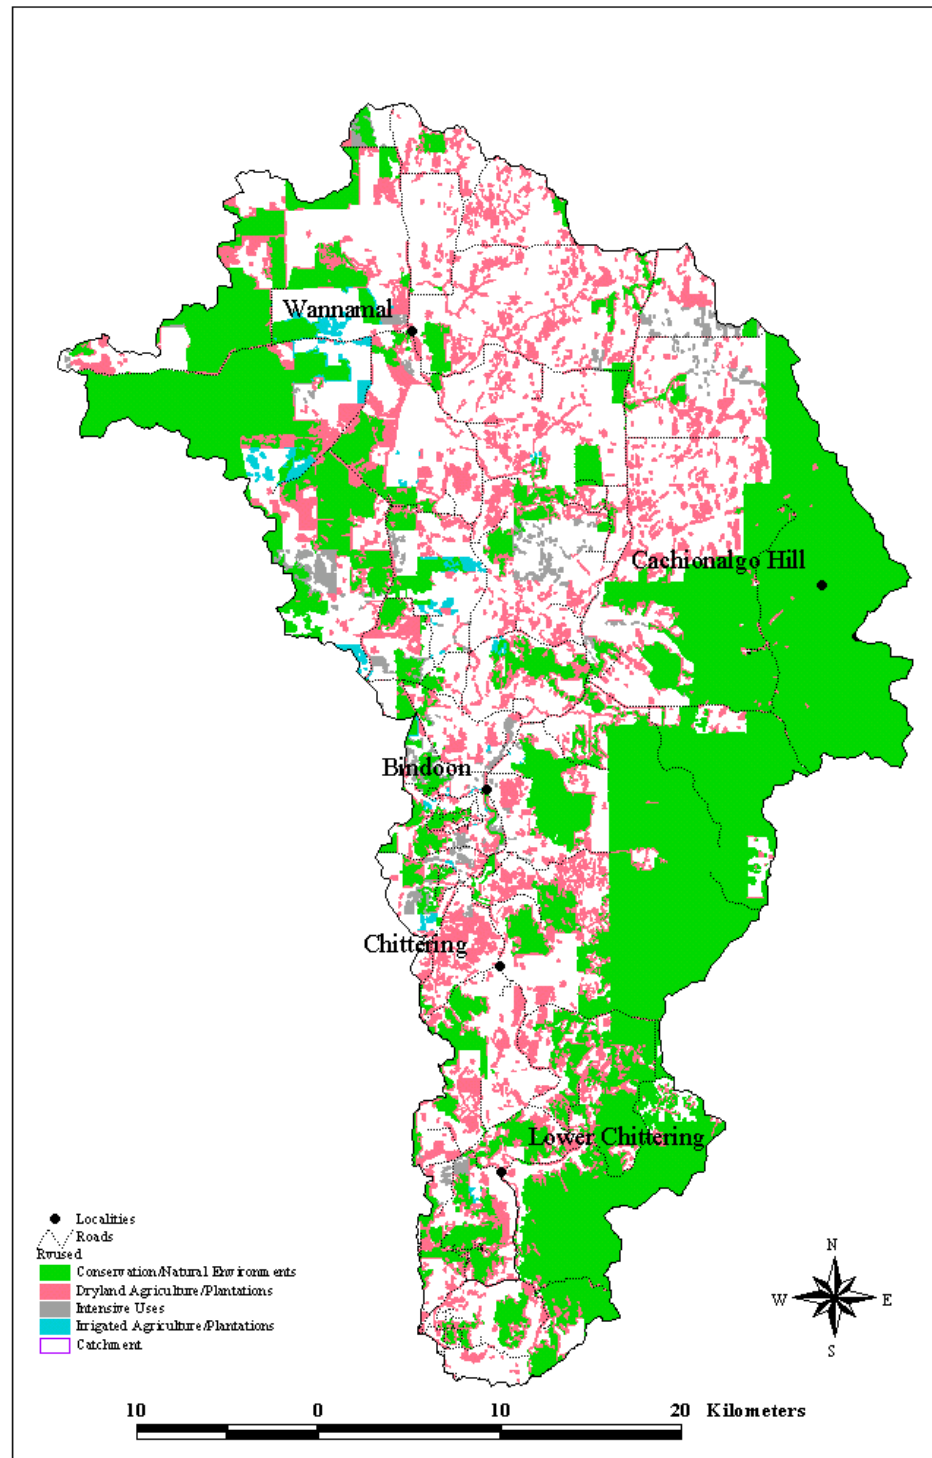 Wannamal
Cachionalgo Hill
Bindoon
Chittering
Lower Chittering
Localities
Roads
Rwused
Conservation/Natural Environments
Dryland Agriculture/Plantations
Intensive Uses
Irrigated Agriculture/Plantations
Catchment
N
W E
S
10 0 10 20 Kilometers